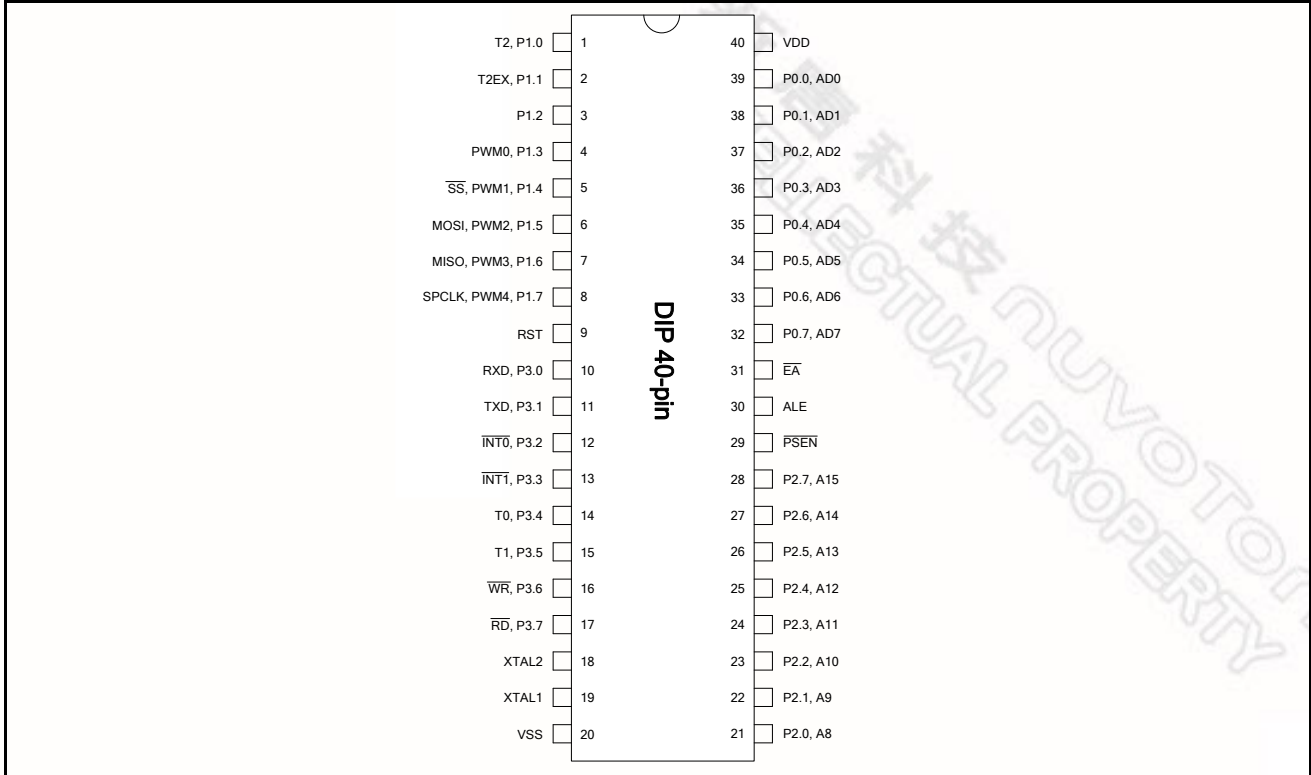 T2, P1.0 1 40 VDD
T2EX, P1.1 2 39 P0.0, AD0
P1.2 3 38 P0.1, AD1
PWM0, P1.3 4 37 P0.2, AD2
S̅S̅, PWM1, P1.4 5 36 P0.3, AD3
MOSI, PWM2, P1.5 6 35 P0.4, AD4
MISO, PWM3, P1.6 7 34 P0.5, AD5
SPCLK, PWM4, P1.7 8 33 P0.6, AD6
RST 9 32 P0.7, AD7
RXD, P3.0 10 31 E̅A̅
TXD, P3.1 11 30 ALE
I̅N̅T̅0̅, P3.2 12 29 P̅S̅E̅N̅
I̅N̅T̅1̅, P3.3 13 28 P2.7, A15
T0, P3.4 14 27 P2.6, A14
T1, P3.5 15 26 P2.5, A13
W̅R̅, P3.6 16 25 P2.4, A12
R̅D̅, P3.7 17 24 P2.3, A11
XTAL2 18 23 P2.2, A10
XTAL1 19 22 P2.1, A9
VSS 20 21 P2.0, A8
DIP 40-pin
唐科技 nuvoTon
PROPERTY